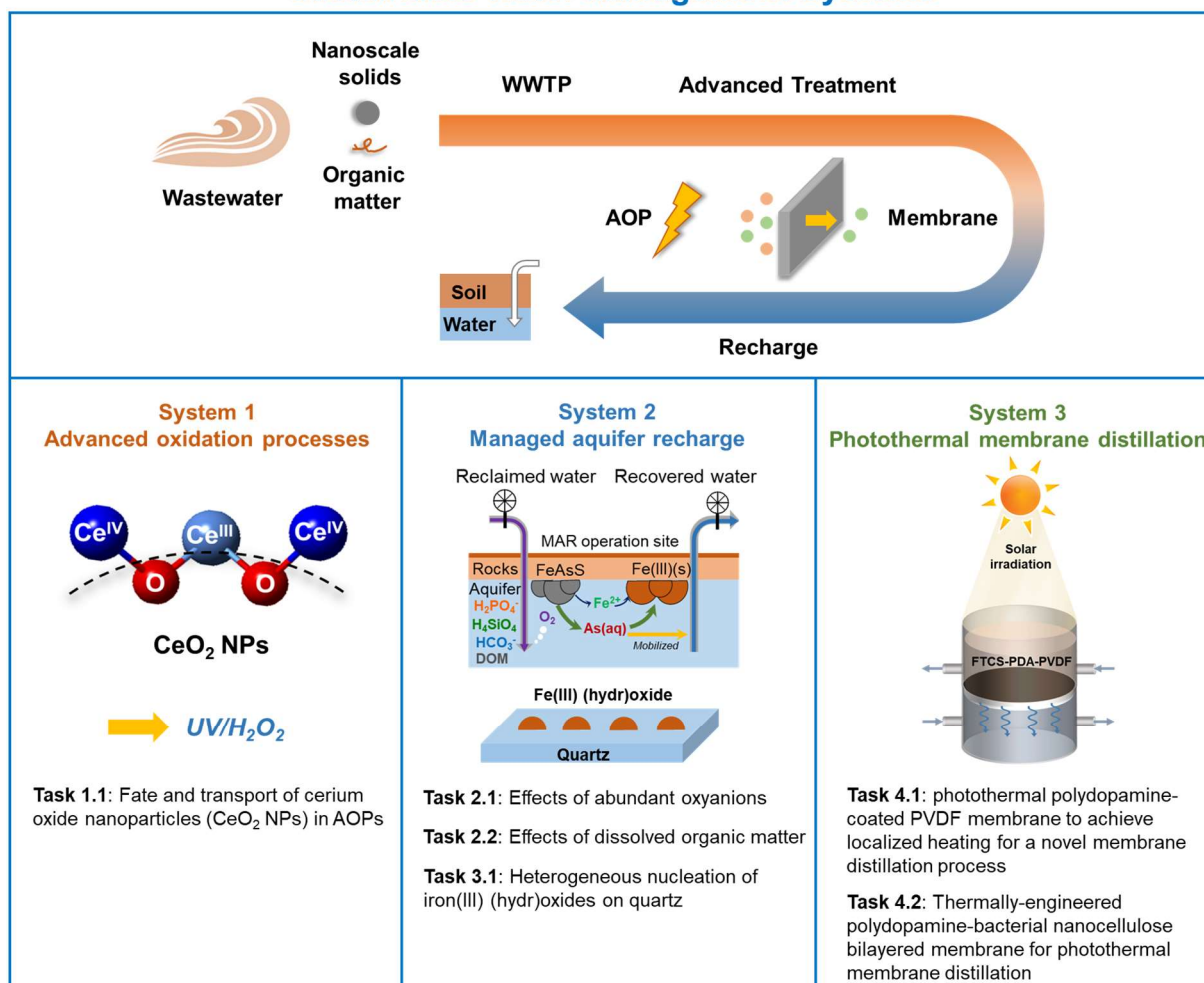 Nanoscale
solids
Organic
matter
Wastewater
WWTP
Advanced Treatment
AOP
Membrane
Soil
Water
Recharge
System 1
Advanced oxidation processes
Ce^IV
Ce^III
Ce^IV
O
O
CeO₂ NPs
UV/H₂O₂
Task 1.1: Fate and transport of cerium
oxide nanoparticles (CeO₂ NPs) in AOPs
System 2
Managed aquifer recharge
Reclaimed water
Recovered water
MAR operation site
Rocks
FeAsS
Fe(III)(s)
Aquifer
H₂PO₄⁻
H₄SiO₄
HCO₃⁻
DOM
O₂
Fe²⁺
As(aq)
Mobilized
Fe(III) (hydr)oxide
Quartz
Task 2.1: Effects of abundant oxyanions
Task 2.2: Effects of dissolved organic matter
Task 3.1: Heterogeneous nucleation of
iron(III) (hydr)oxides on quartz
System 3
Photothermal membrane distillation
Solar
irradiation
FTCS-PDA-PVDF
Task 4.1: photothermal polydopamine-
coated PVDF membrane to achieve
localized heating for a novel membrane
distillation process
Task 4.2: Thermally-engineered
polydopamine-bacterial nanocellulose
bilayered membrane for photothermal
membrane distillation